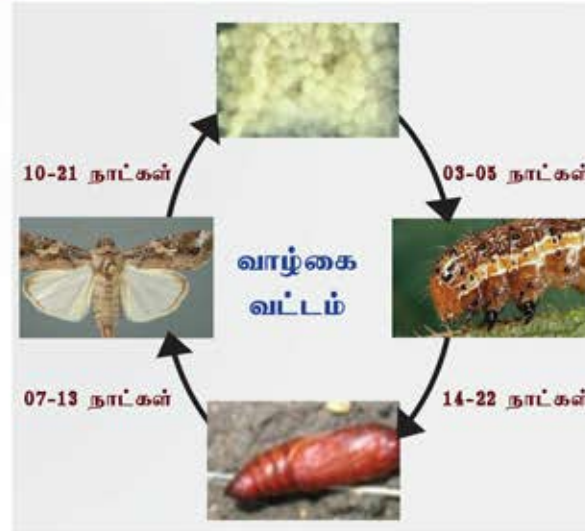 10-21 நாட்கள்
03-05 நாட்கள்
வாழ்கை
வட்டம்
07-13 நாட்கள்
14-22 நாட்கள்